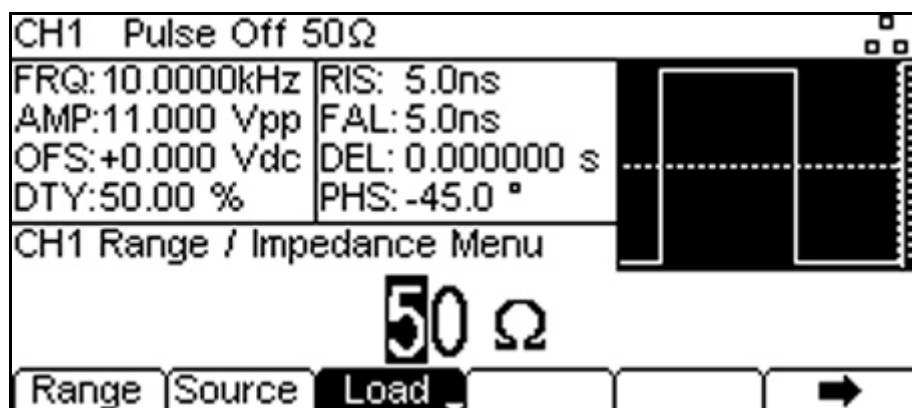 CH1 Pulse Off 50Ω
FRQ:10.0000kHz
AMP:11.000 Vpp
OFS:+0.000 Vdc
DTY:50.00 %
RIS: 5.0ns
FAL:5.0ns
DEL: 0.000000 s
PHS:-45.0 °
CH1 Range / Impedance Menu
50 Ω
Range Source Load